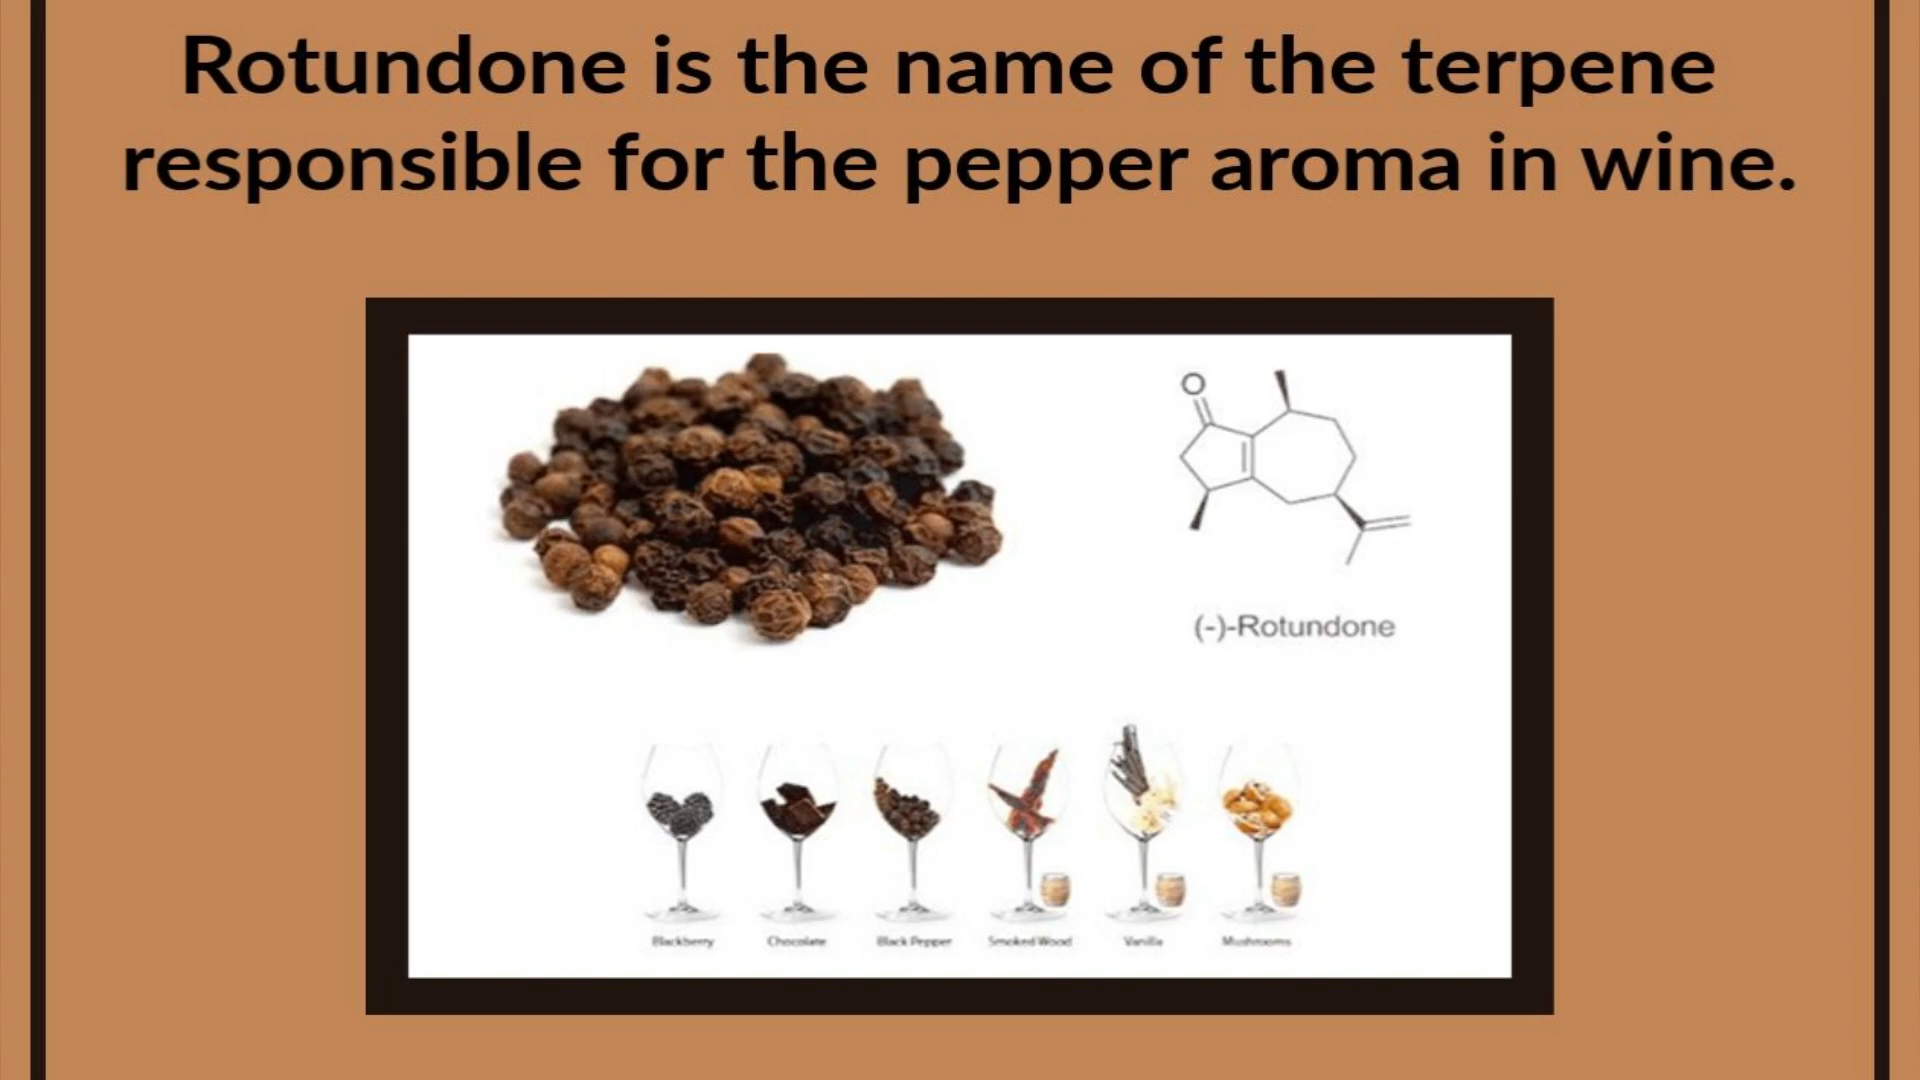 Rotundone is the name of the terpene
responsible for the pepper aroma in wine.
O
(-)-Rotundone
Blackberry Chocolate Black Pepper Smoked Wood Vanilla Mushrooms